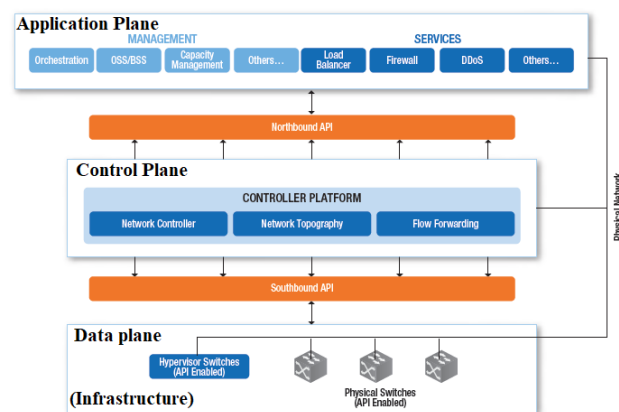 Application Plane
MANAGEMENT
SERVICES
Orchestration
OSS/BSS
Capacity
Management
Others...
Load
Balancer
Firewall
DDoS
Others...
Northbound API
Control Plane
CONTROLLER PLATFORM
Network Controller
Network Topography
Flow Forwarding
Physical Network
Southbound API
Data plane
Hypervisor Switches
(API Enabled)
Physical Switches
(API Enabled)
(Infrastructure)